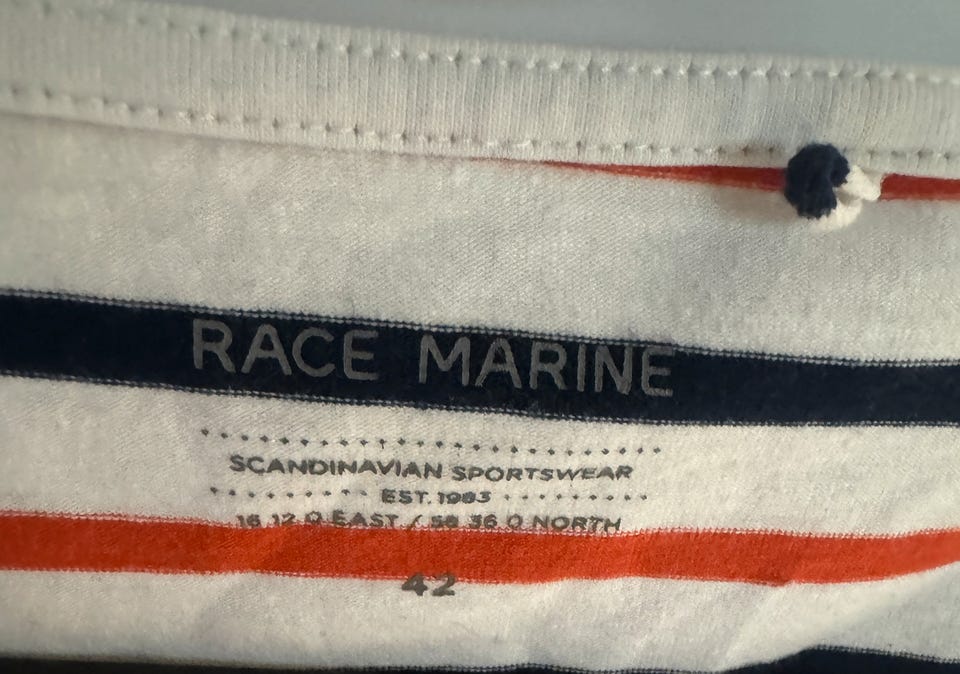 RACE MARINE
SCANDINAVIAN SPORTSWEAR
EST. 1983
16 12 0 EAST / 58 36 0 NORTH
42